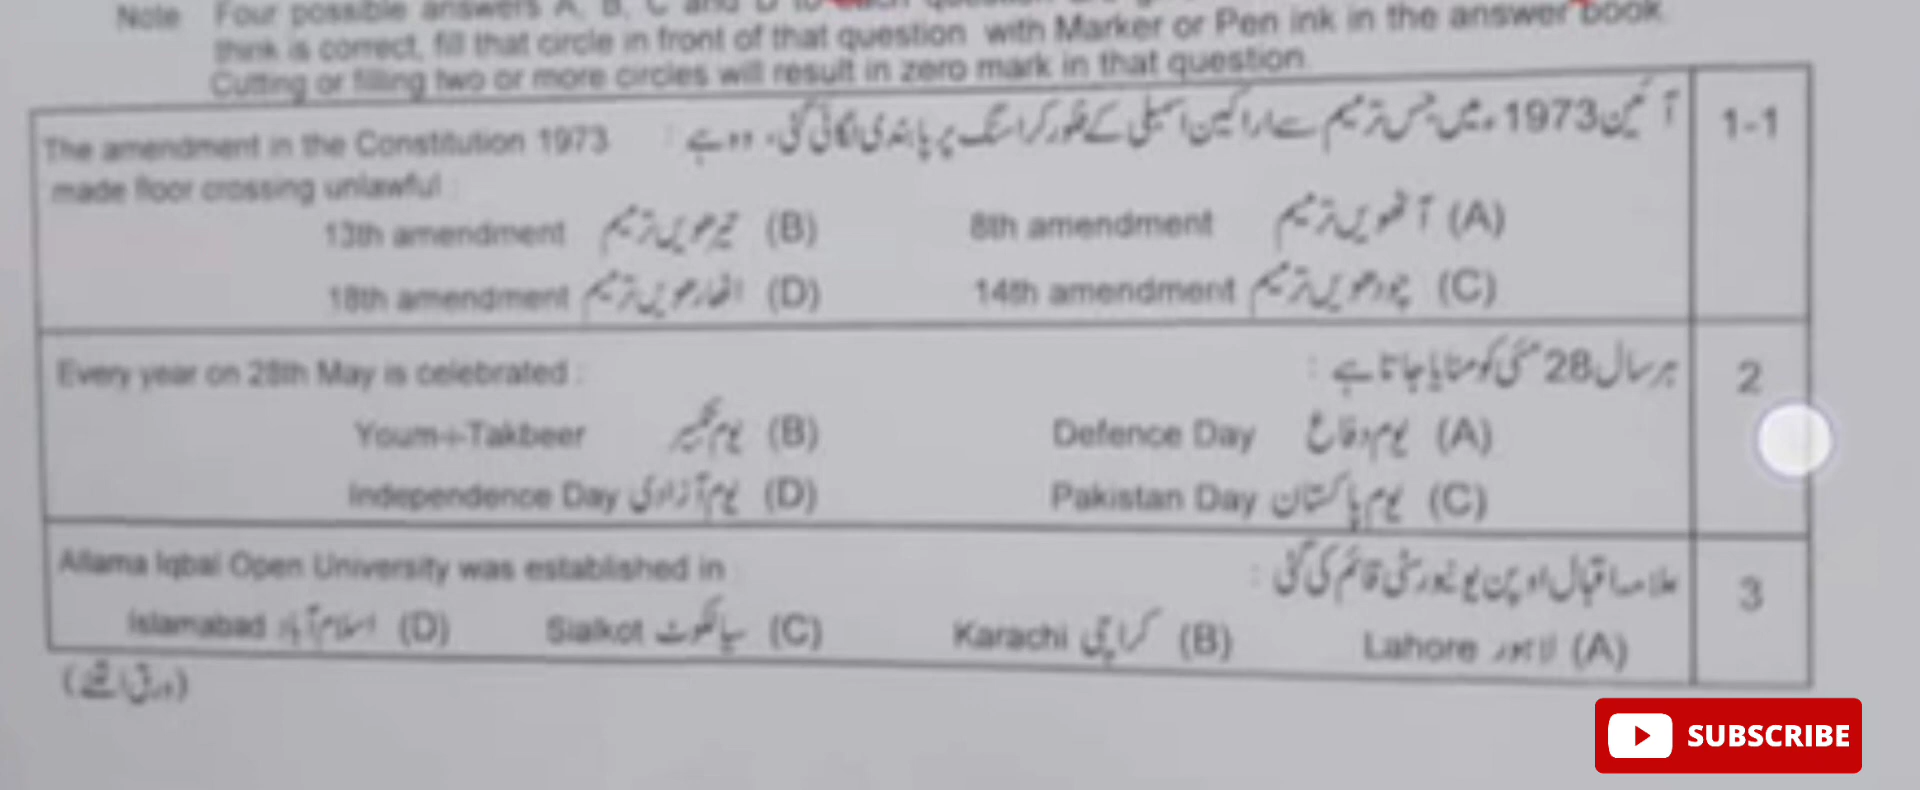 Note Four possible answers A, B, C and D to each question are
think is correct, fill that circle in front of that question with Marker or Pen ink in the answer book.
Cutting or filling two or more circles will result in zero mark in that question.
1-1 آئین 1973ء میں جس ترمیم سے اراکین اسمبلی کے فلور کراسنگ پر پابندی لگائی گئی، وہ ہے :
The amendment in the Constitution 1973
made floor crossing unlawful :
(A) آٹھویں ترمیم 8th amendment (B) تیرھویں ترمیم 13th amendment
(C) چودھویں ترمیم 14th amendment (D) اٹھارھویں ترمیم 18th amendment
2 ہر سال 28 مئی کو منایا جاتا ہے :
Every year on 28th May is celebrated :
(A) یوم دفاع Defence Day (B) یوم تکبیر Youm-i-Takbeer
(C) یوم پاکستان Pakistan Day (D) یوم آزادی Independence Day
3 علامہ اقبال اوپن یونیورسٹی قائم کی گئی :
Allama Iqbal Open University was established in
(A) لاہور Lahore (B) کراچی Karachi (C) سیالکوٹ Sialkot (D) اسلام آباد Islamabad
(ورق الٹئے)
SUBSCRIBE